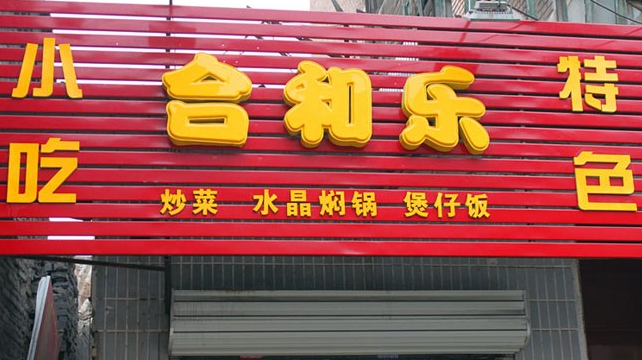 小吃
合和乐
特色
炒菜 水晶焖锅 煲仔饭